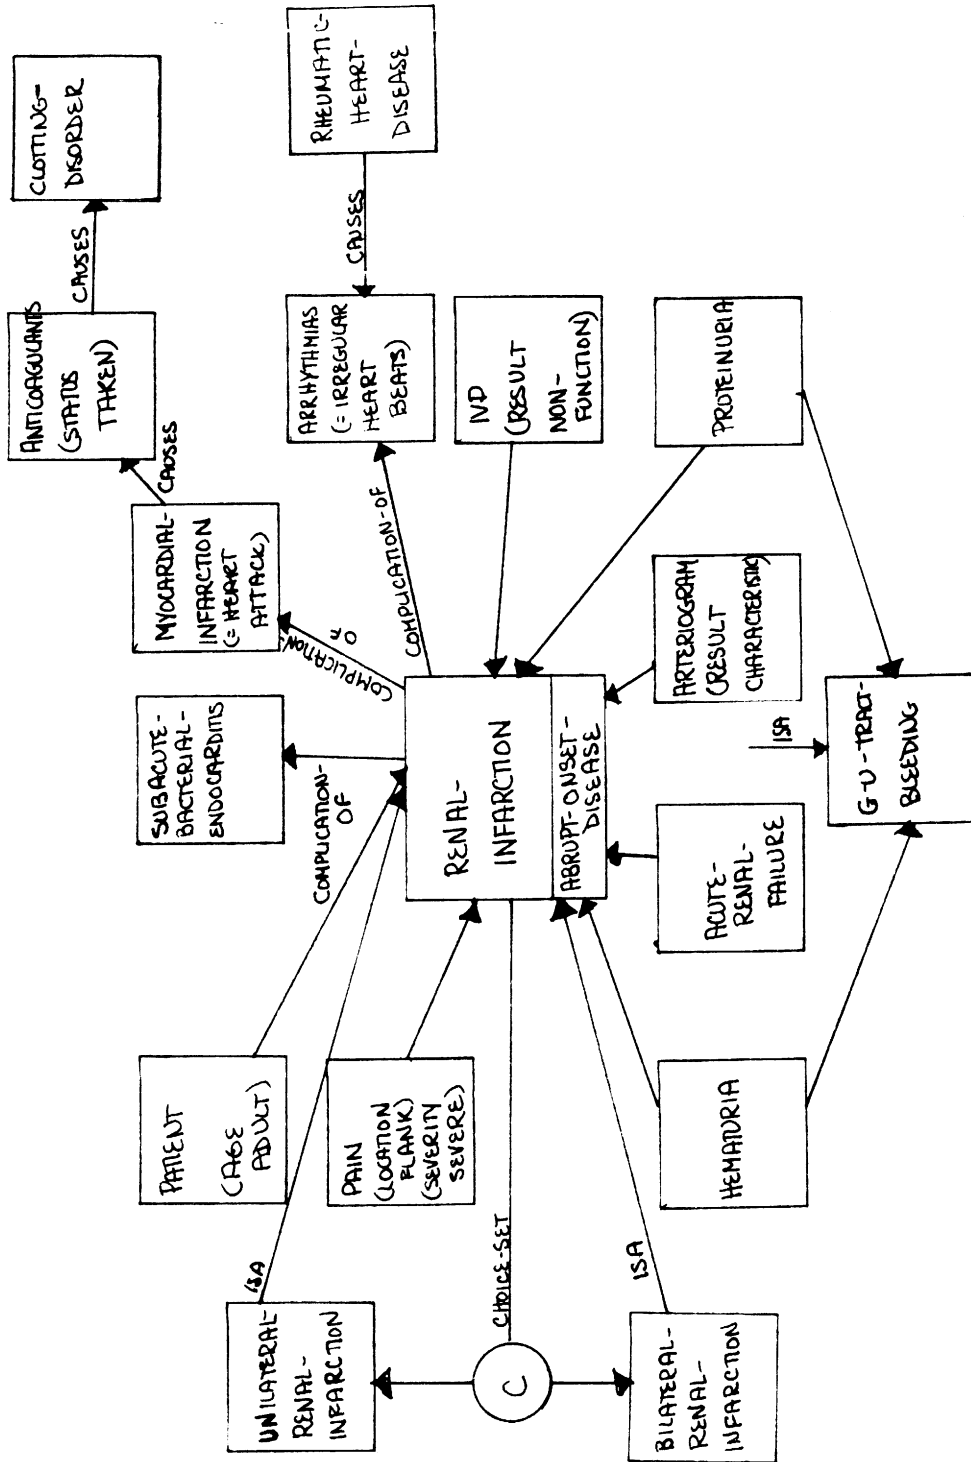 CLOTTING-
DISORDER
CAUSES
ANTICOAGULANTS
(STATUS
TAKEN)
CAUSES
MYOCARDIAL-
INFARCTION
(= HEART
ATTACK)
COMPLICATION
OF
SUBACUTE-
BACTERIAL-
ENDOCARDITIS
COMPLICATION-
OF
PATIENT
(AGE
ADULT)
UNILATERAL-
RENAL-
INFARCTION
ISA
RHEUMATIC-
HEART-
DISEASE
CAUSES
ARRHYTHMIAS
(= IRREGULAR
HEART
BEATS)
COMPLICATION-OF
PAIN
(LOCATION
FLANK)
(SEVERITY
SEVERE)
RENAL-
INFARCTION
ABRUPT-ONSET-
DISEASE
IVP
(RESULT
NON-
FUNCTION)
C
CHOICE-SET
BILATERAL-
RENAL-
INFARCTION
ISA
HEMATURIA
ACUTE-
RENAL-
FAILURE
ARTERIOGRAM
(RESULT
CHARACTERISTIC)
PROTEINURIA
ISA
G-U-TRACT-
BLEEDING